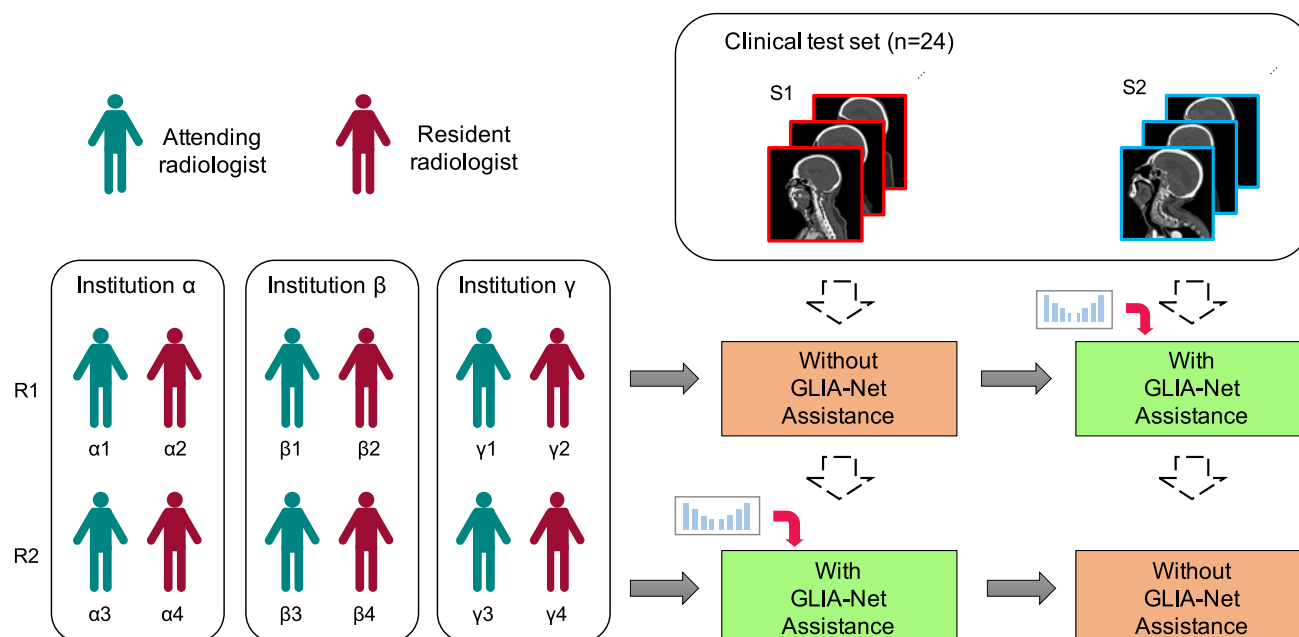 Clinical test set (n=24)
S1
S2
Attending
radiologist
Resident
radiologist
Institution α
Institution β
Institution γ
R1
α1
α2
β1
β2
γ1
γ2
Without
GLIA-Net
Assistance
With
GLIA-Net
Assistance
R2
α3
α4
β3
β4
γ3
γ4
With
GLIA-Net
Assistance
Without
GLIA-Net
Assistance